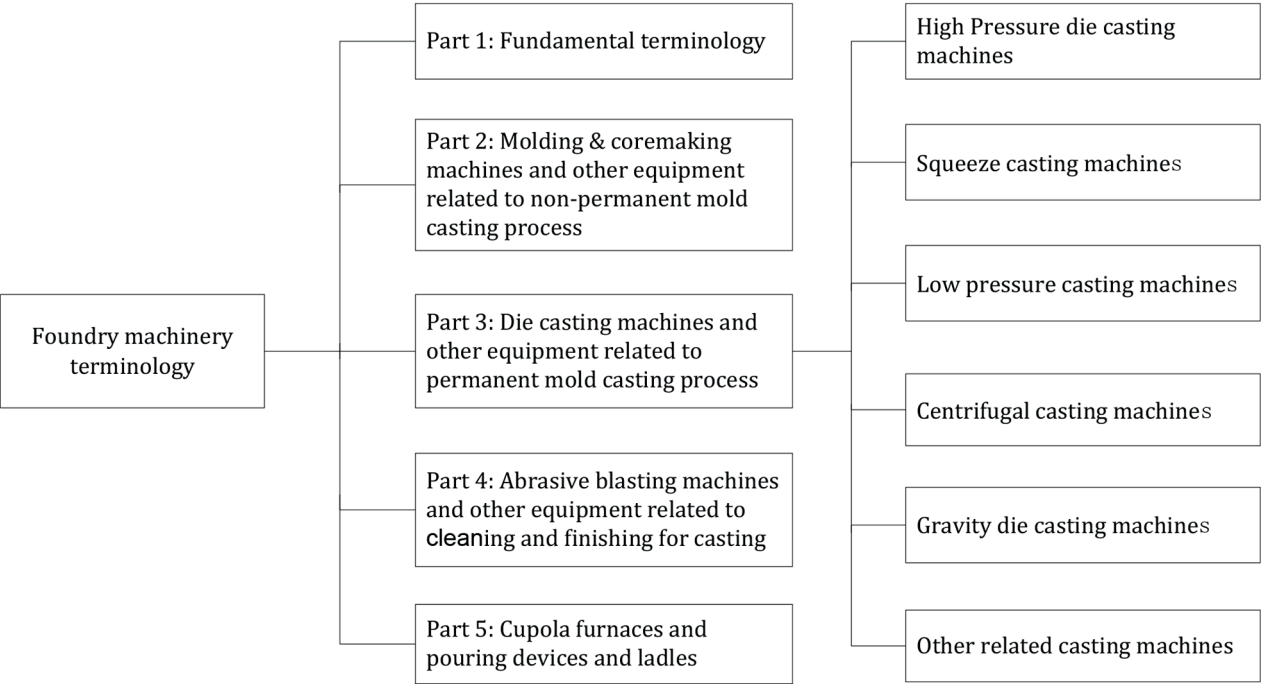 Foundry machinery
terminology
Part 1: Fundamental terminology
Part 2: Molding & coremaking
machines and other equipment
related to non-permanent mold
casting process
Part 3: Die casting machines and
other equipment related to
permanent mold casting process
Part 4: Abrasive blasting machines
and other equipment related to
cleaning and finishing for casting
Part 5: Cupola furnaces and
pouring devices and ladles
High Pressure die casting
machines
Squeeze casting machines
Low pressure casting machines
Centrifugal casting machines
Gravity die casting machines
Other related casting machines